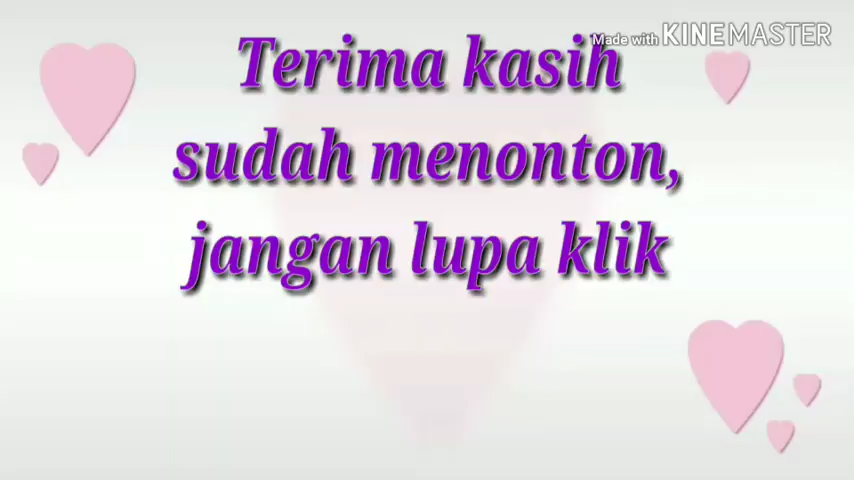 Made with KINEMASTER
Terima kasih
sudah menonton,
jangan lupa klik